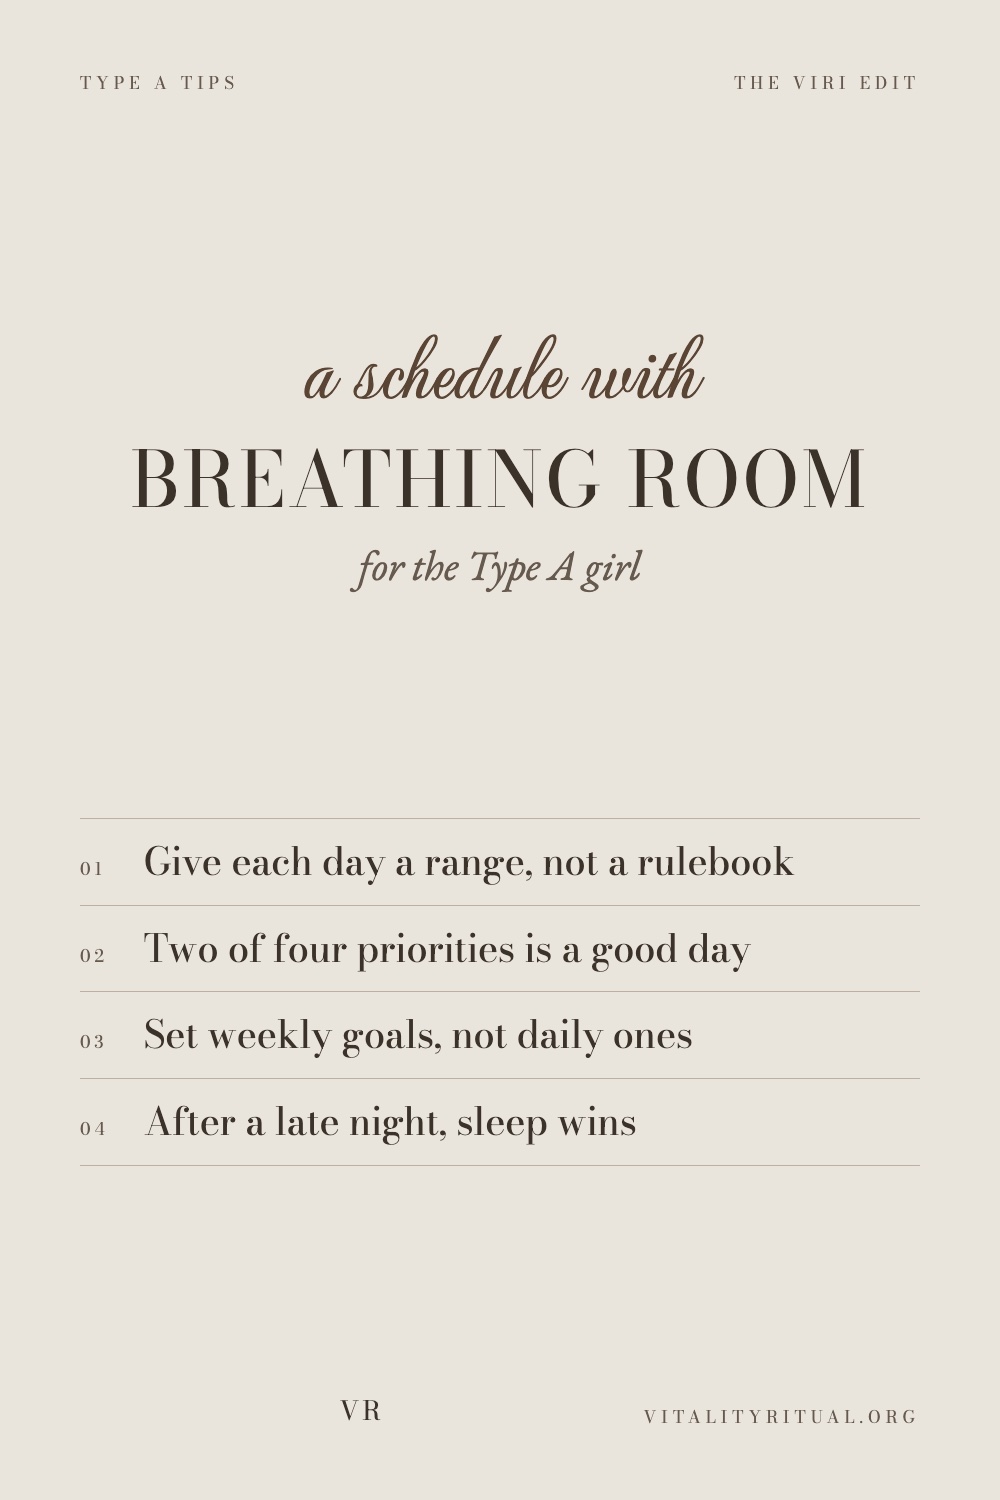 TYPE A TIPS
THE VIRI EDIT
a schedule with
BREATHING ROOM
for the Type A girl
01 Give each day a range, not a rulebook
02 Two of four priorities is a good day
03 Set weekly goals, not daily ones
04 After a late night, sleep wins
VR
VITALITYRITUAL.ORG